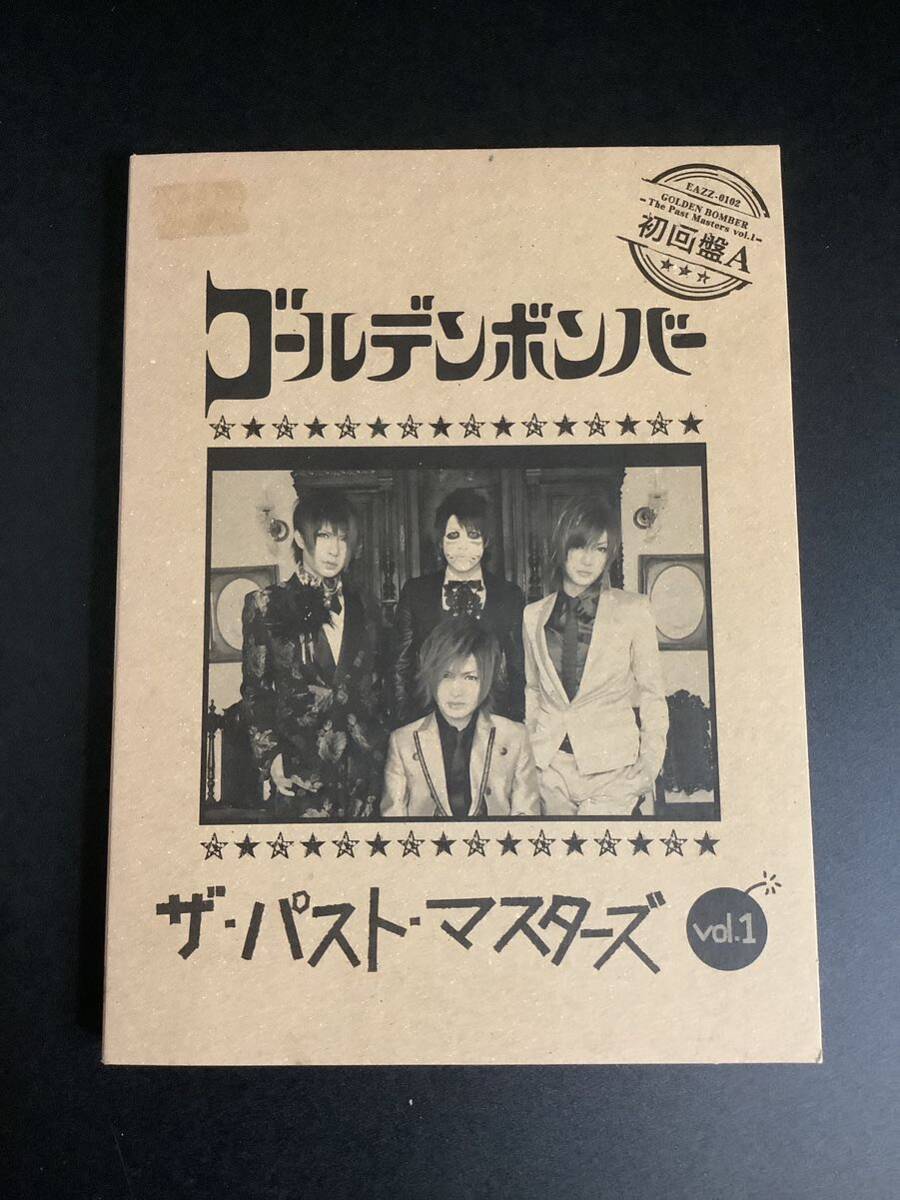 EAZZ-0102
GOLDEN BOMBER
-The Past Masters vol.1-
初回盤A
ゴールデンボンバー
ザ・パスト・マスターズ
vol.1